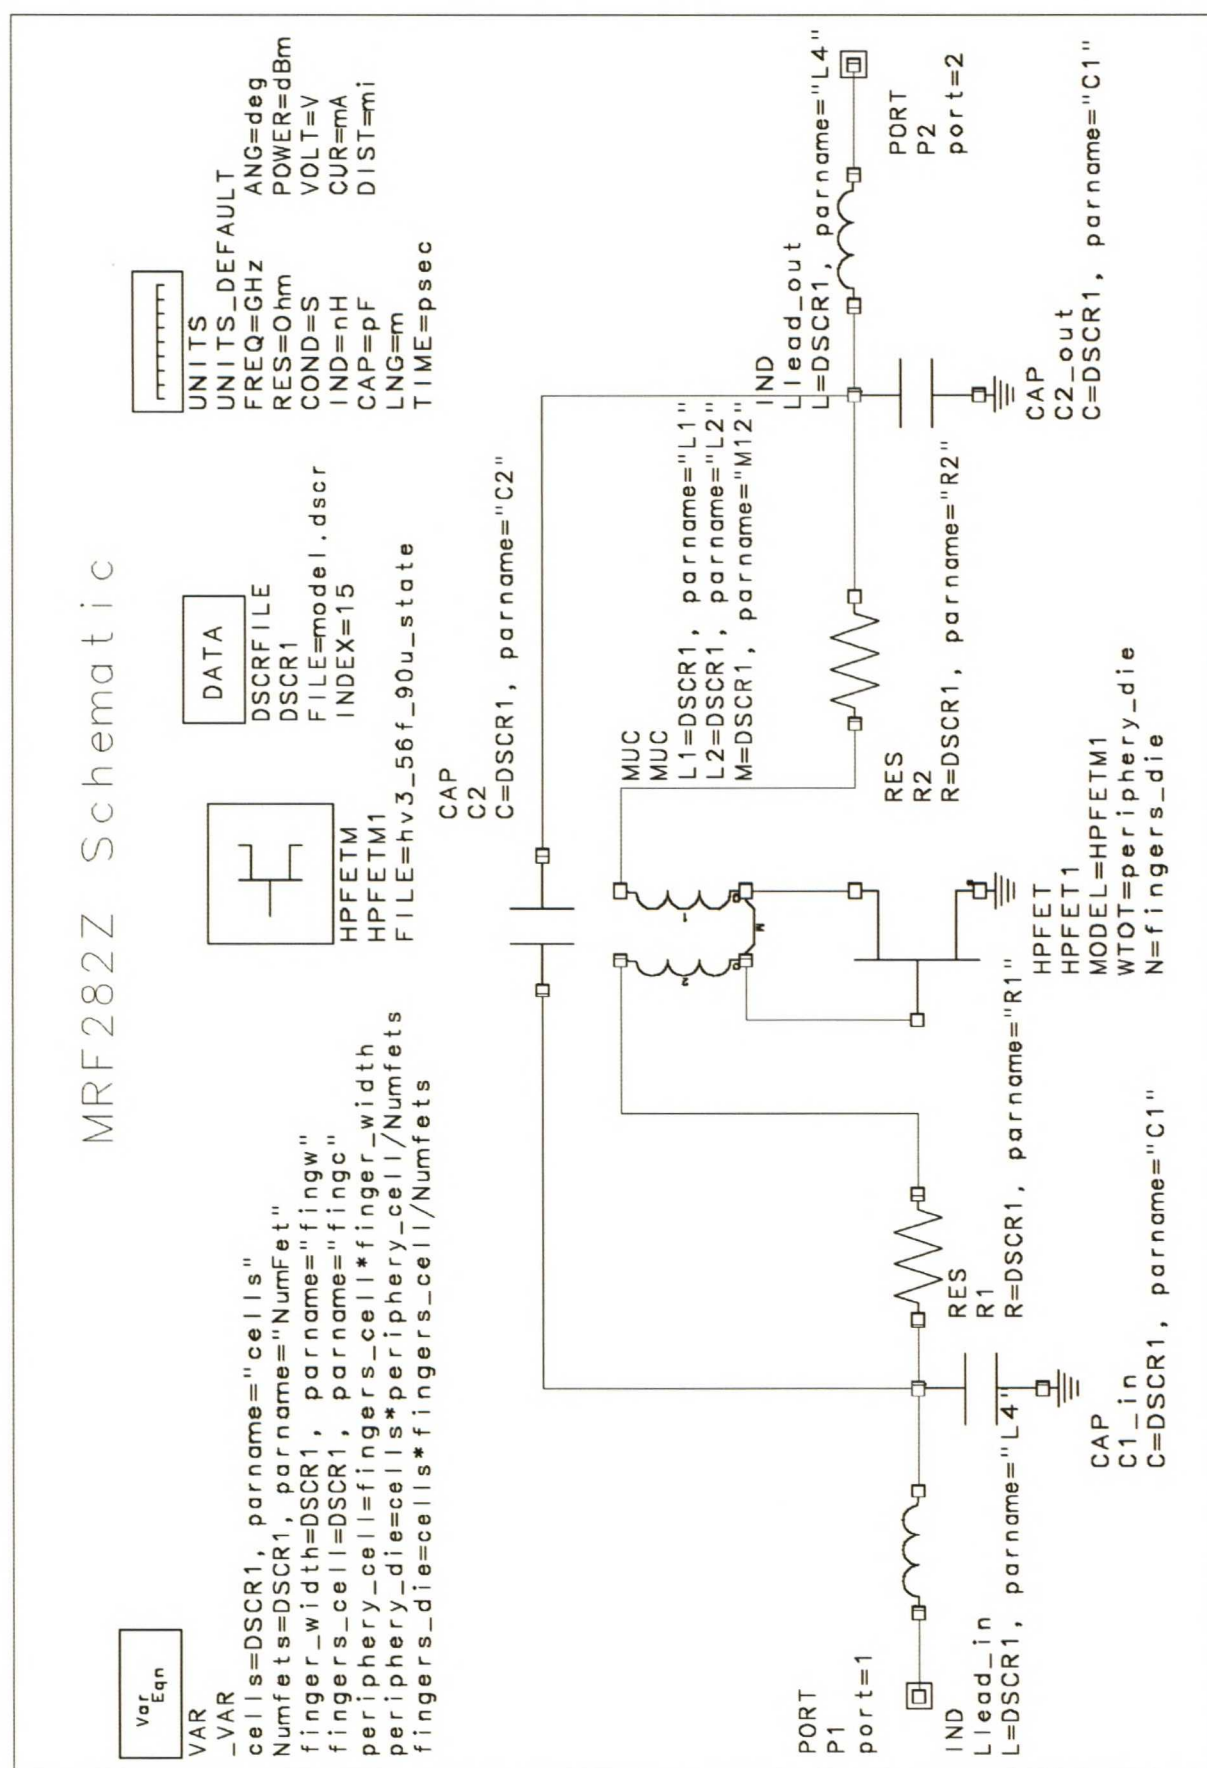 MRF282Z Schematic
Var
Eqn
VAR
_VAR
cells=DSCR1, parname="cells"
Numfets=DSCR1, parname="NumFet"
finger_width=DSCR1, parname="fingw"
fingers_cell=DSCR1, parname="fingc"
periphery_cell=fingers_cell*finger_width
periphery_die=cells*periphery_cell/Numfets
fingers_die=cells*fingers_cell/Numfets
HPFETM
HPFETM1
FILE=hv3_56f_90u_state
DATA
DSCRFILE
DSCR1
FILE=model.dscr
INDEX=15
UNITS
UNITS_DEFAULT
FREQ=GHz ANG=deg
RES=Ohm POWER=dBm
COND=S VOLT=V
IND=nH CUR=mA
CAP=pF DIST=mi
LNG=m
TIME=psec
CAP
C2
C=DSCR1, parname="C2"
MUC
MUC
L1=DSCR1, parname="L1"
L2=DSCR1, parname="L2"
M=DSCR1, parname="M12"
2
1
M
IND
Llead_out
L=DSCR1, parname="L4"
PORT
P1
port=1
IND
Llead_in
L=DSCR1, parname="L4"
CAP
C1_in
C=DSCR1, parname="C1"
RES
R1
R=DSCR1, parname="R1"
HPFET
HPFET1
MODEL=HPFETM1
WTOT=periphery_die
N=fingers_die
RES
R2
R=DSCR1, parname="R2"
CAP
C2_out
C=DSCR1, parname="C1"
PORT
P2
port=2